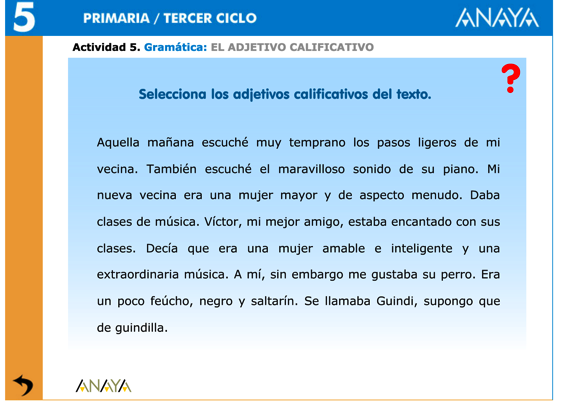 5 PRIMARIA / TERCER CICLO ANAYA
Actividad 5. Gramática: EL ADJETIVO CALIFICATIVO
?
Selecciona los adjetivos calificativos del texto.
Aquella mañana escuché muy temprano los pasos ligeros de mi
vecina. También escuché el maravilloso sonido de su piano. Mi
nueva vecina era una mujer mayor y de aspecto menudo. Daba
clases de música. Víctor, mi mejor amigo, estaba encantado con sus
clases. Decía que era una mujer amable e inteligente y una
extraordinaria música. A mí, sin embargo me gustaba su perro. Era
un poco feúcho, negro y saltarín. Se llamaba Guindi, supongo que
de guindilla.
ANAYA